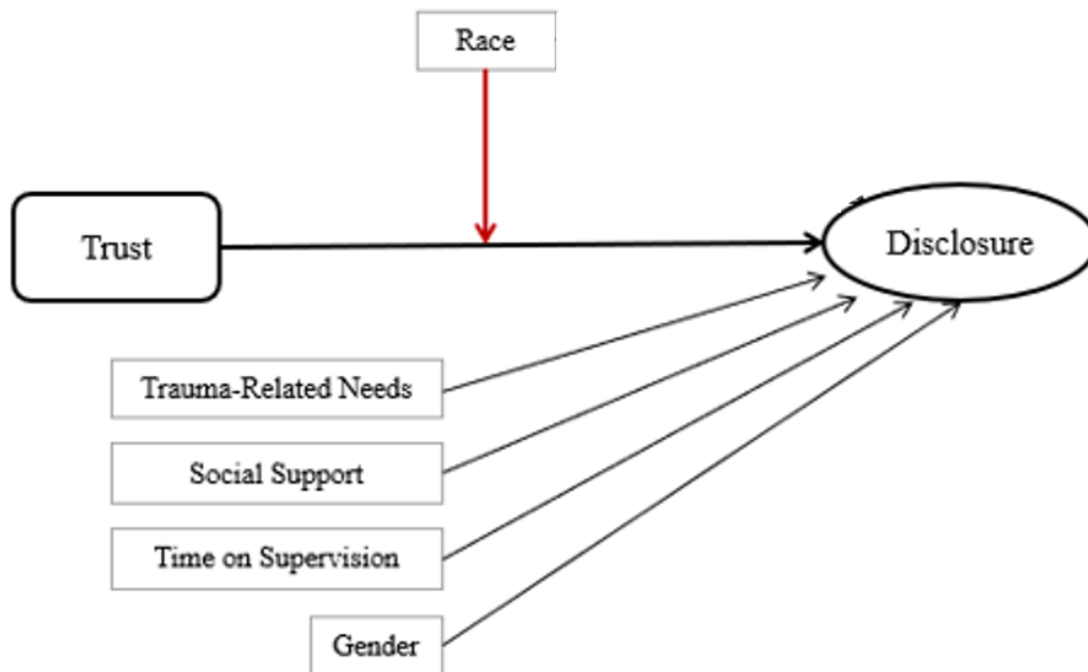 Race
Trust
Disclosure
Trauma-Related Needs
Social Support
Time on Supervision
Gender